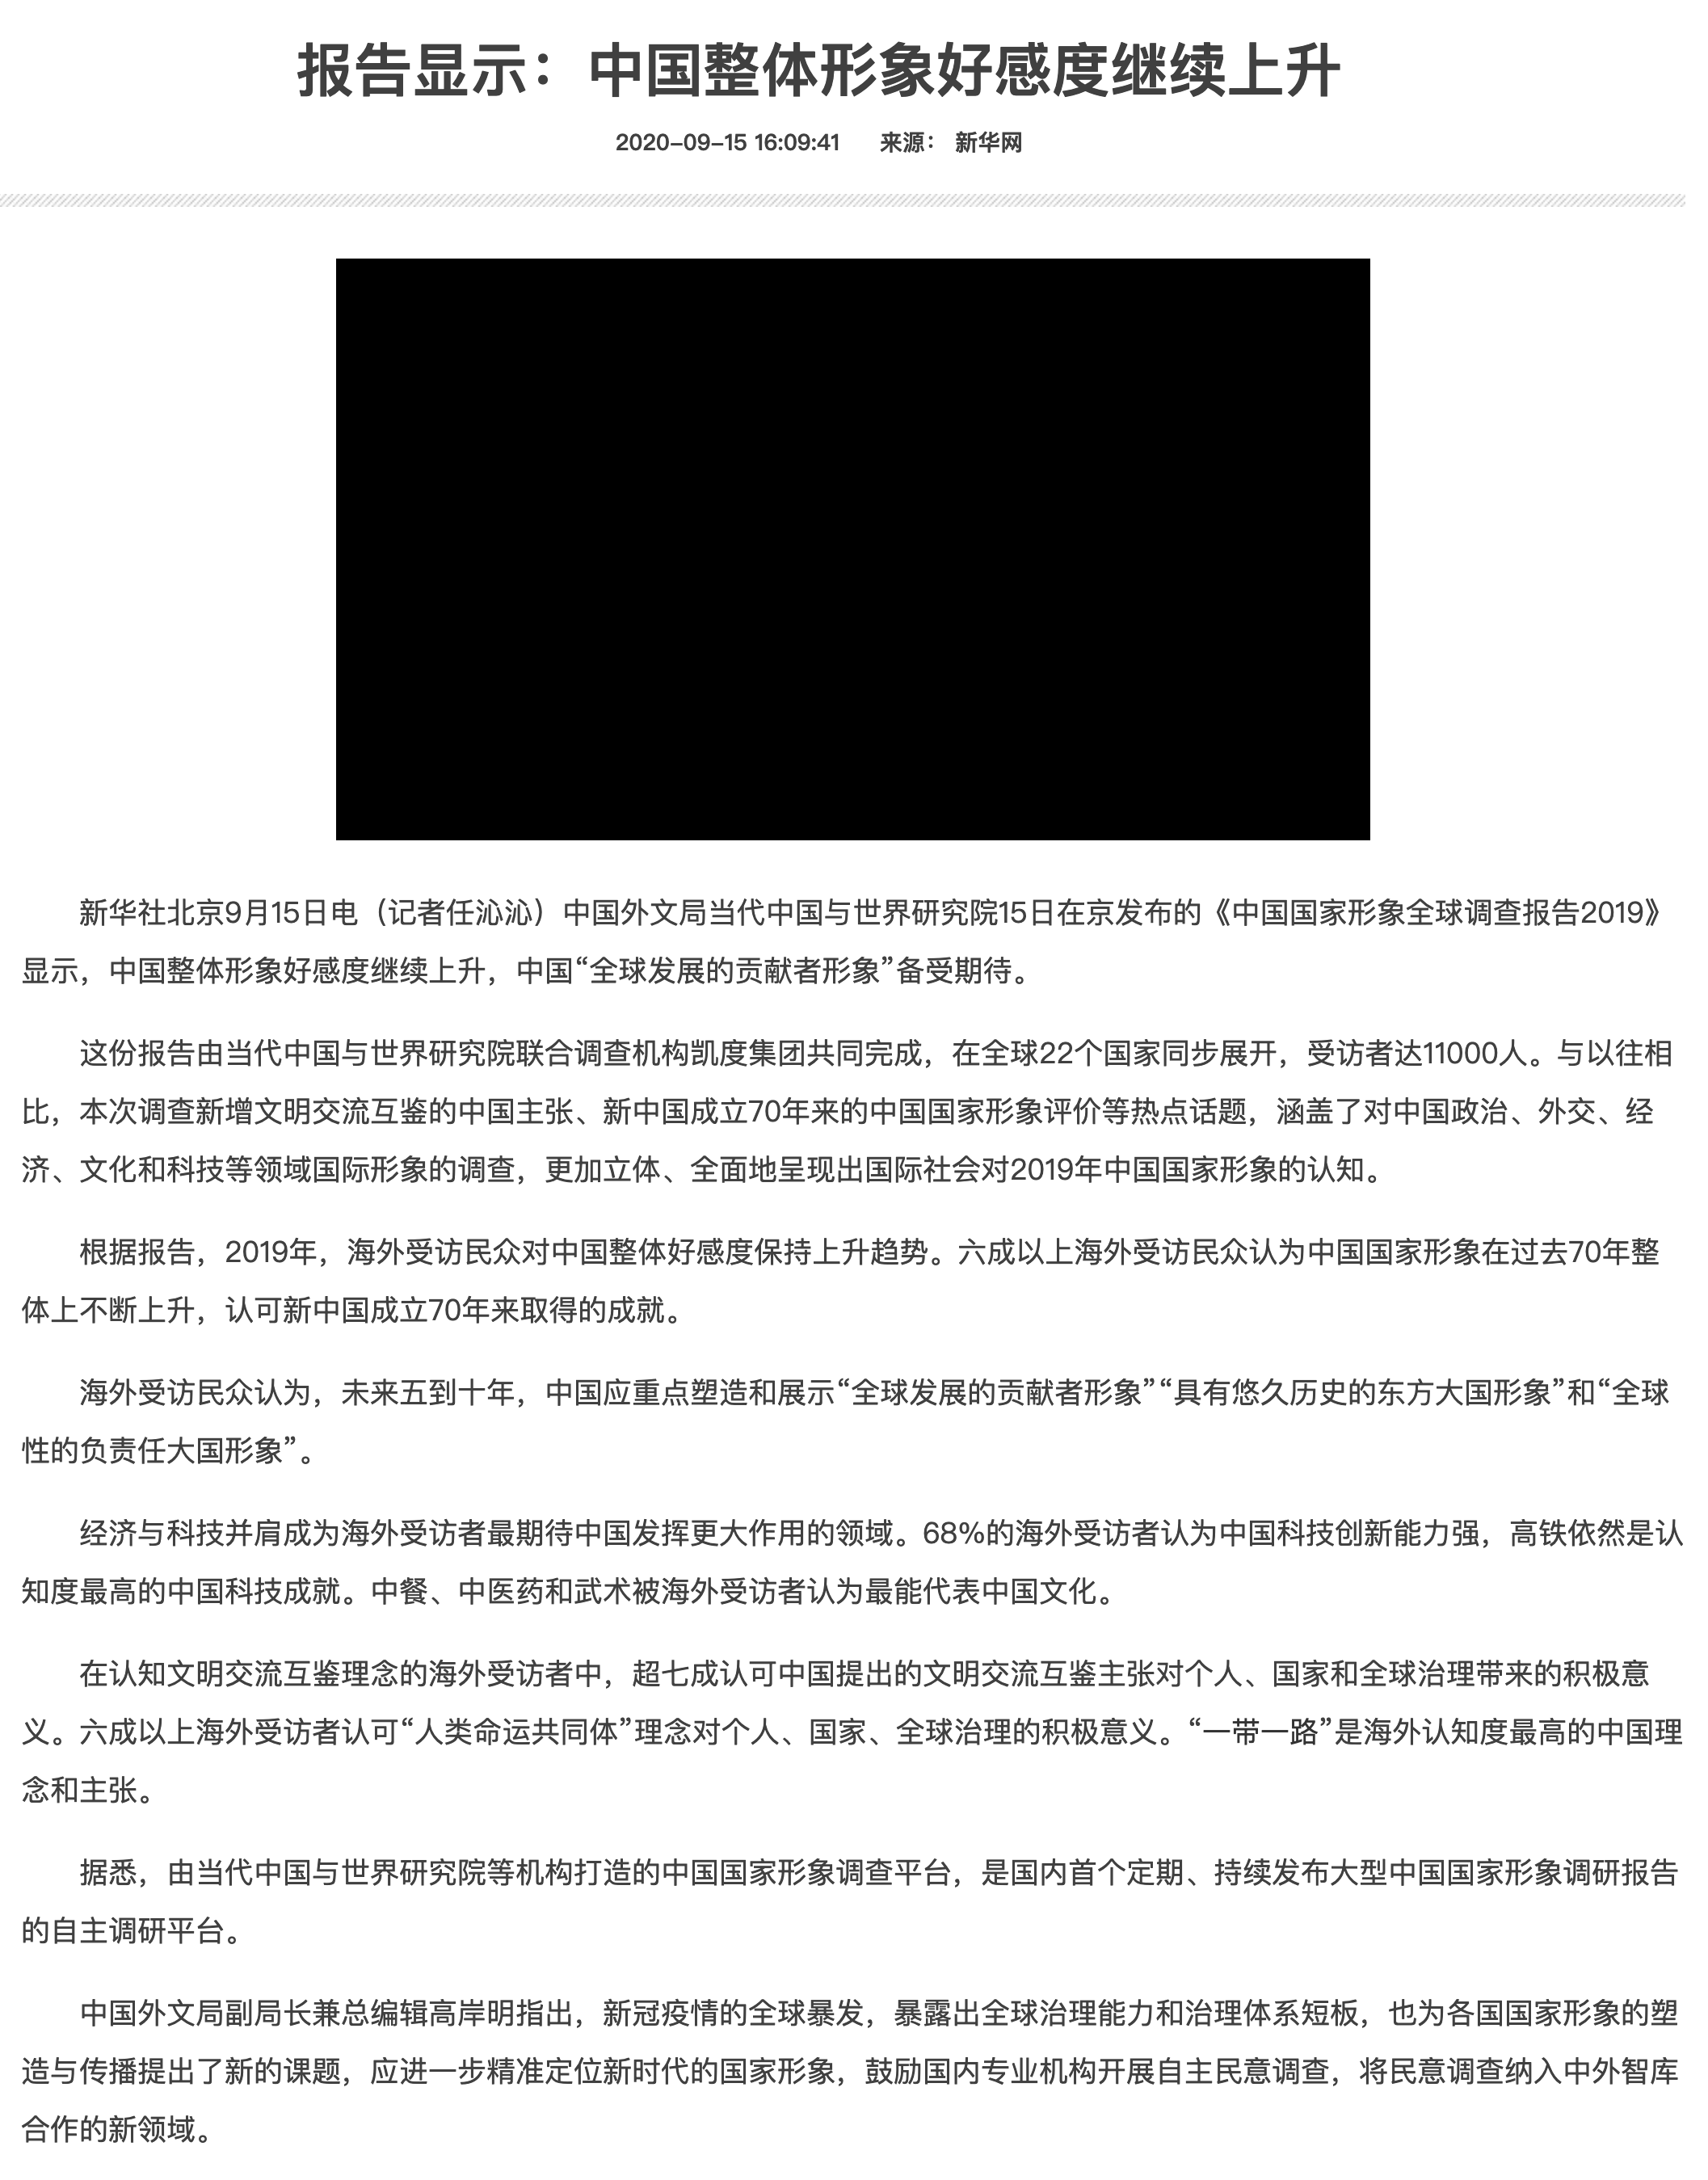 报告显示：中国整体形象好感度继续上升
2020-09-15 16:09:41 来源： 新华网
新华社北京9月15日电（记者任沁沁）中国外文局当代中国与世界研究院15日在京发布的《中国国家形象全球调查报告2019》
显示，中国整体形象好感度继续上升，中国“全球发展的贡献者形象”备受期待。
这份报告由当代中国与世界研究院联合调查机构凯度集团共同完成，在全球22个国家同步展开，受访者达11000人。与以往相
比，本次调查新增文明交流互鉴的中国主张、新中国成立70年来的中国国家形象评价等热点话题，涵盖了对中国政治、外交、经
济、文化和科技等领域国际形象的调查，更加立体、全面地呈现出国际社会对2019年中国国家形象的认知。
根据报告，2019年，海外受访民众对中国整体好感度保持上升趋势。六成以上海外受访民众认为中国国家形象在过去70年整
体上不断上升，认可新中国成立70年来取得的成就。
海外受访民众认为，未来五到十年，中国应重点塑造和展示“全球发展的贡献者形象”“具有悠久历史的东方大国形象”和“全球
性的负责任大国形象”。
经济与科技并肩成为海外受访者最期待中国发挥更大作用的领域。68%的海外受访者认为中国科技创新能力强，高铁依然是认
知度最高的中国科技成就。中餐、中医药和武术被海外受访者认为最能代表中国文化。
在认知文明交流互鉴理念的海外受访者中，超七成认可中国提出的文明交流互鉴主张对个人、国家和全球治理带来的积极意
义。六成以上海外受访者认可“人类命运共同体”理念对个人、国家、全球治理的积极意义。“一带一路”是海外认知度最高的中国理
念和主张。
据悉，由当代中国与世界研究院等机构打造的中国国家形象调查平台，是国内首个定期、持续发布大型中国国家形象调研报告
的自主调研平台。
中国外文局副局长兼总编辑高岸明指出，新冠疫情的全球暴发，暴露出全球治理能力和治理体系短板，也为各国国家形象的塑
造与传播提出了新的课题，应进一步精准定位新时代的国家形象，鼓励国内专业机构开展自主民意调查，将民意调查纳入中外智库
合作的新领域。